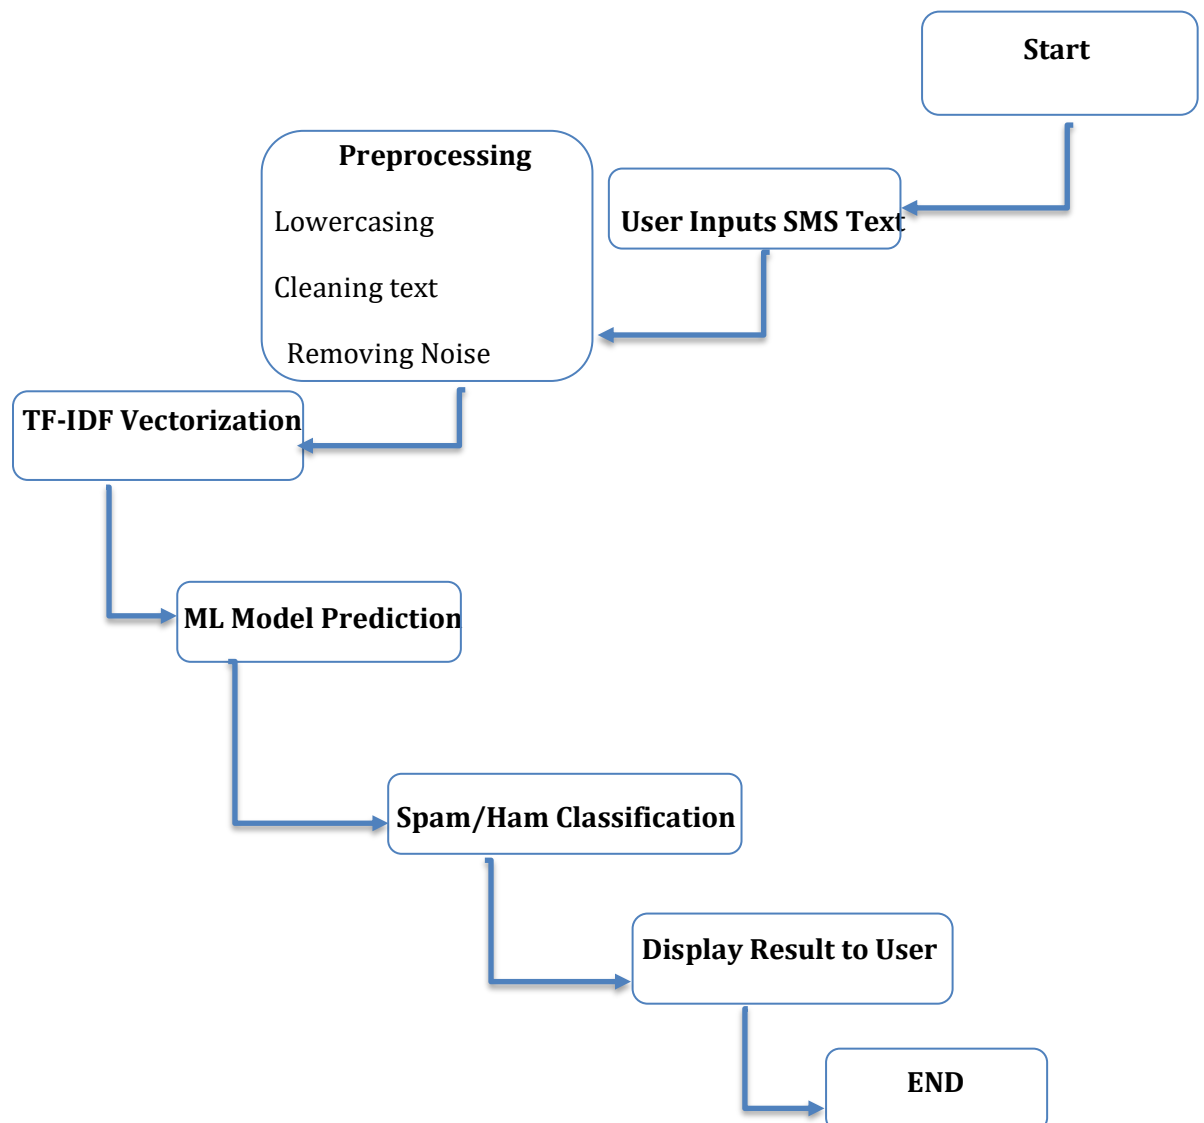 Start
User Inputs SMS Text
Preprocessing
Lowercasing
Cleaning text
Removing Noise
TF-IDF Vectorization
ML Model Prediction
Spam/Ham Classification
Display Result to User
END